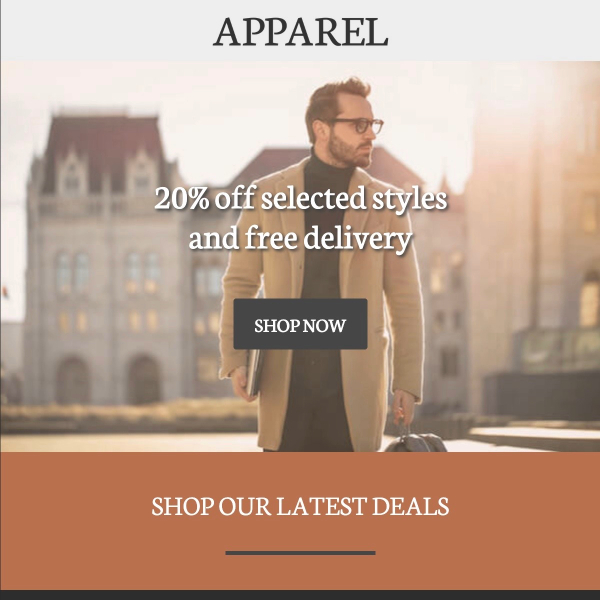 APPAREL
20% off selected styles
and free delivery
SHOP NOW
SHOP OUR LATEST DEALS